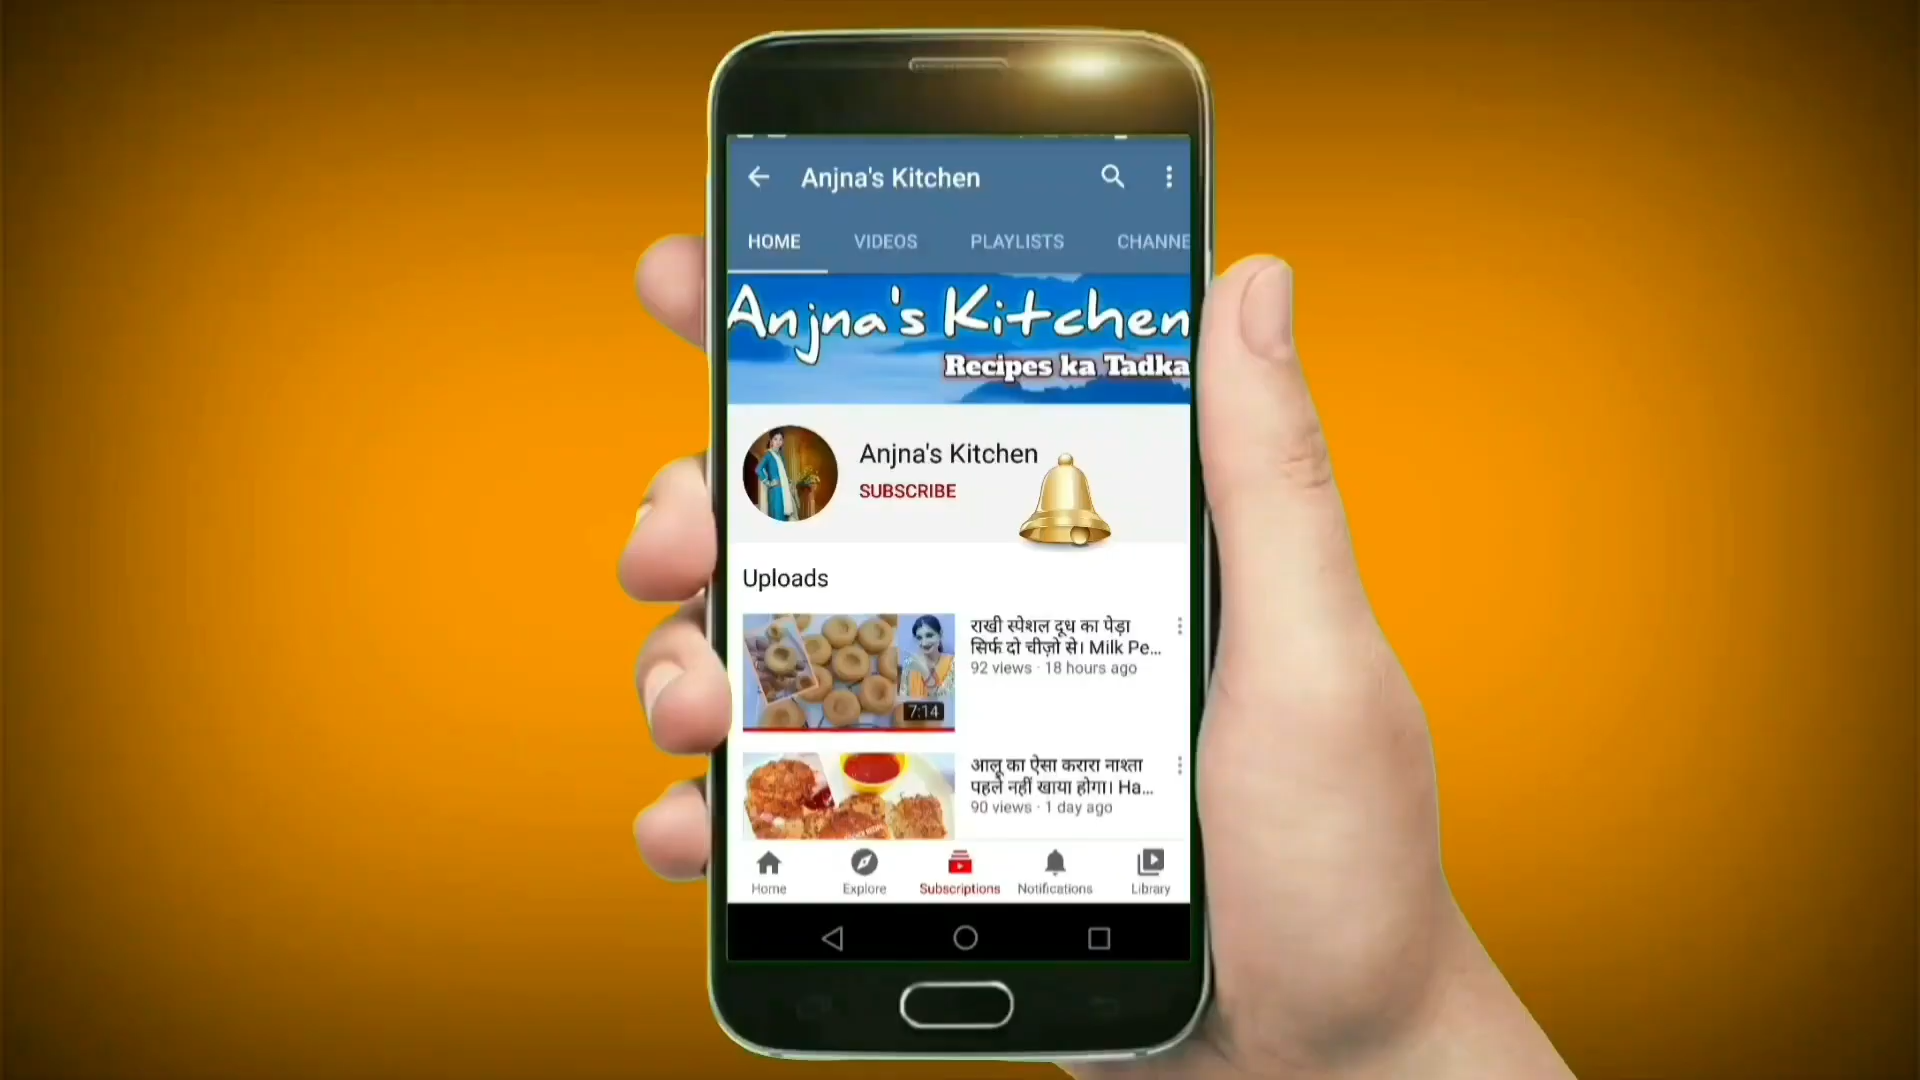 Anjna's Kitchen
HOME VIDEOS PLAYLISTS CHANNE
Anjna's Kitchen
Recipes ka Tadka
Anjna's Kitchen
SUBSCRIBE
Uploads
राखी स्पेशल दूध का पेड़ा
सिर्फ दो चीज़ो से। Milk Pe...
92 views · 18 hours ago
7:14
आलू का ऐसा करारा नाश्ता
पहले नहीं खाया होगा। Ha...
90 views · 1 day ago
Home Explore Subscriptions Notifications Library